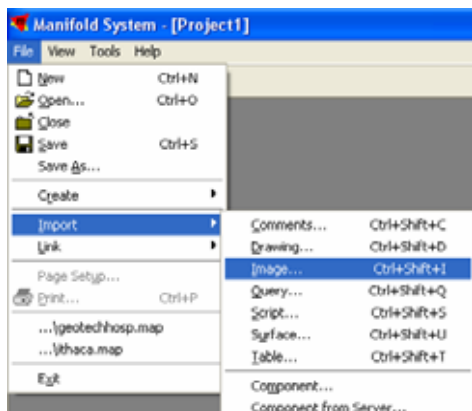 Manifold System - [Project1]
File View Tools Help
New Ctrl+N
Open... Ctrl+O
Close
Save Ctrl+S
Save As...
Create
Import
Link
Page Setup...
Print... Ctrl+P
...\geotechhosp.map
...\ithaca.map
Exit
Comments... Ctrl+Shift+C
Drawing... Ctrl+Shift+D
Image... Ctrl+Shift+I
Query... Ctrl+Shift+Q
Script... Ctrl+Shift+S
Surface... Ctrl+Shift+U
Table... Ctrl+Shift+T
Component...
Component from Server...